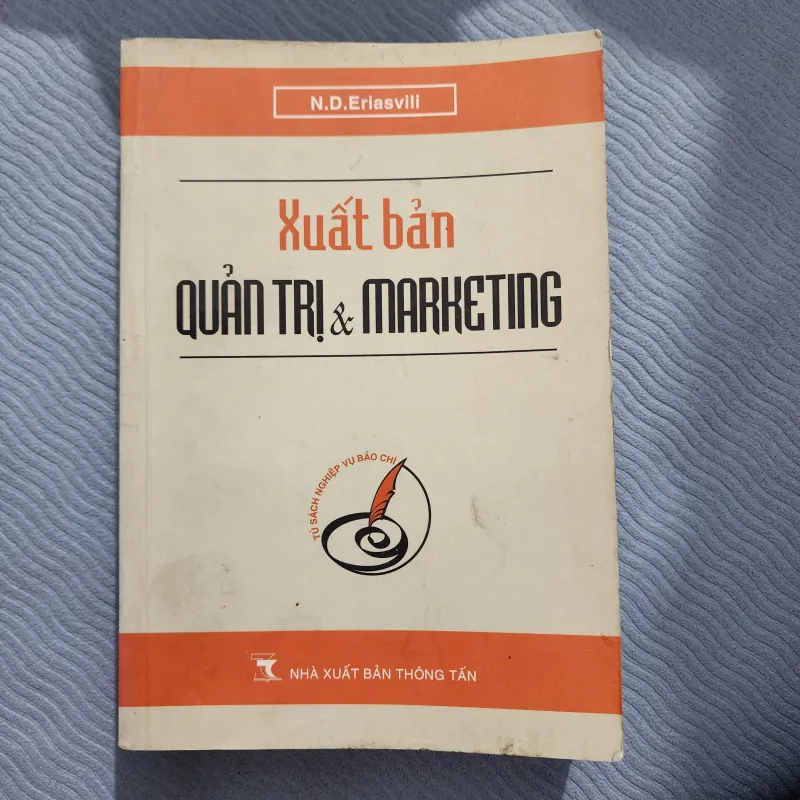 N.D.Eriasvili
Xuất bản
QUẢN TRỊ & MARKETING
TỦ SÁCH NGHIỆP VỤ BÁO CHÍ
NHÀ XUẤT BẢN THÔNG TẤN